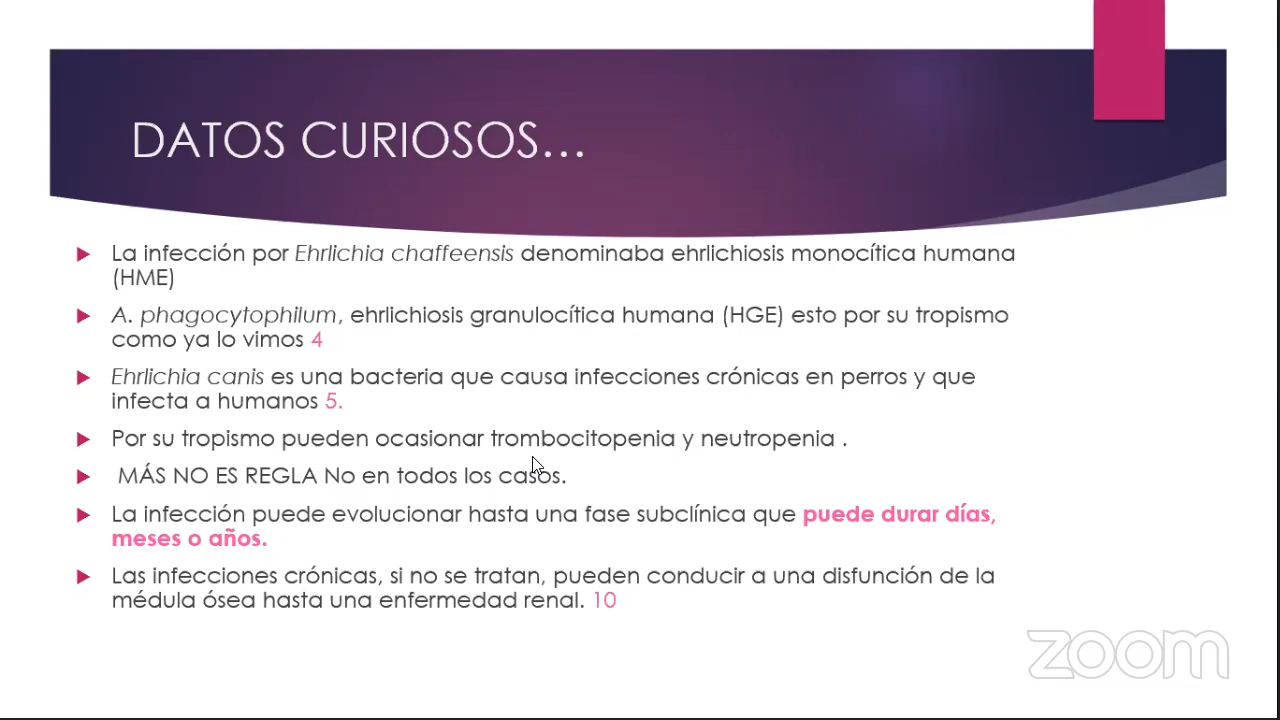 DATOS CURIOSOS...
La infección por Ehrlichia chaffeensis denominaba ehrlichiosis monocítica humana
(HME)
A. phagocytophilum, ehrlichiosis granulocítica humana (HGE) esto por su tropismo
como ya lo vimos 4
Ehrlichia canis es una bacteria que causa infecciones crónicas en perros y que
infecta a humanos 5.
Por su tropismo pueden ocasionar trombocitopenia y neutropenia .
MÁS NO ES REGLA No en todos los casos.
La infección puede evolucionar hasta una fase subclínica que puede durar días,
meses o años.
Las infecciones crónicas, si no se tratan, pueden conducir a una disfunción de la
médula ósea hasta una enfermedad renal. 10
zoom